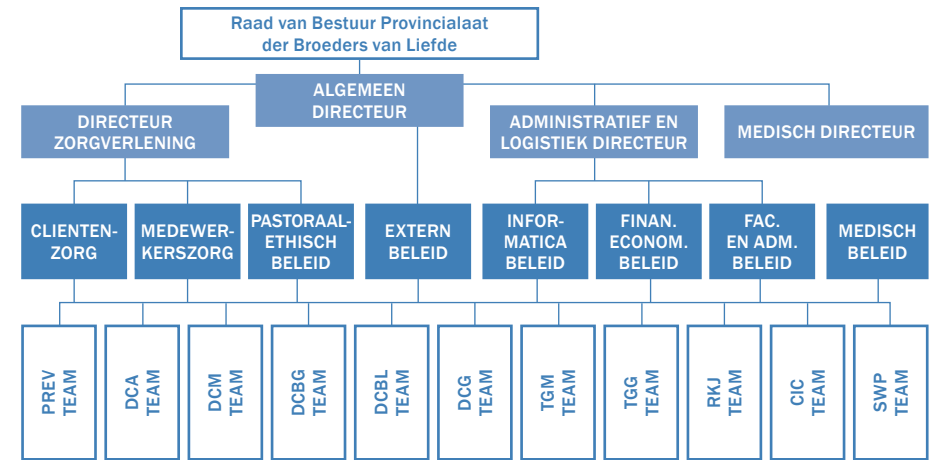 Raad van Bestuur Provincialaat
der Broeders van Liefde
ALGEMEEN
DIRECTEUR
DIRECTEUR
ZORGVERLENING
ADMINISTRATIEF EN
LOGISTIEK DIRECTEUR
MEDISCH DIRECTEUR
CLIENTEN-
ZORG
MEDEWER-
KERSZORG
PASTORAAL-
ETHISCH
BELEID
EXTERN
BELEID
INFOR-
MATICA
BELEID
FINAN.
ECONOM.
BELEID
FAC.
EN ADM.
BELEID
MEDISCH
BELEID
PREV
TEAM
DCA
TEAM
DCM
TEAM
DCBG
TEAM
DCBL
TEAM
DCG
TEAM
TGM
TEAM
TGG
TEAM
RKJ
TEAM
CIC
TEAM
SWP
TEAM